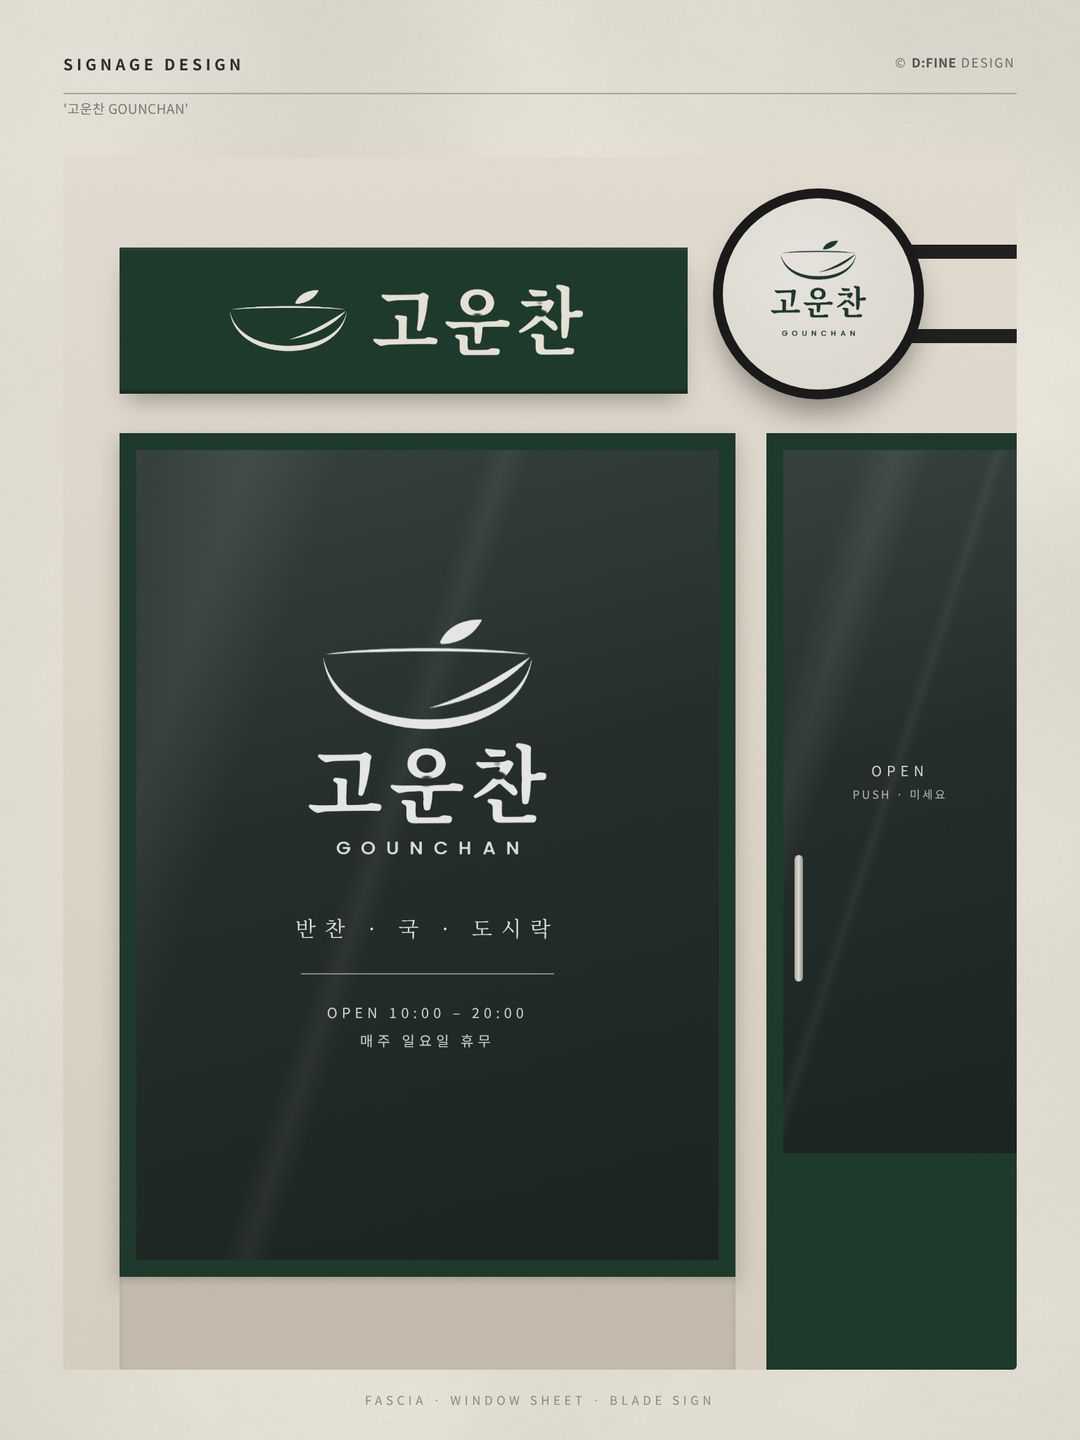 SIGNAGE DESIGN
© D:FINE DESIGN
'고운찬 GOUNCHAN'
고운찬
고운찬
GOUNCHAN
고운찬
GOUNCHAN
반찬 · 국 · 도시락
OPEN 10:00 – 20:00
매주 일요일 휴무
OPEN
PUSH · 미세요
FASCIA · WINDOW SHEET · BLADE SIGN